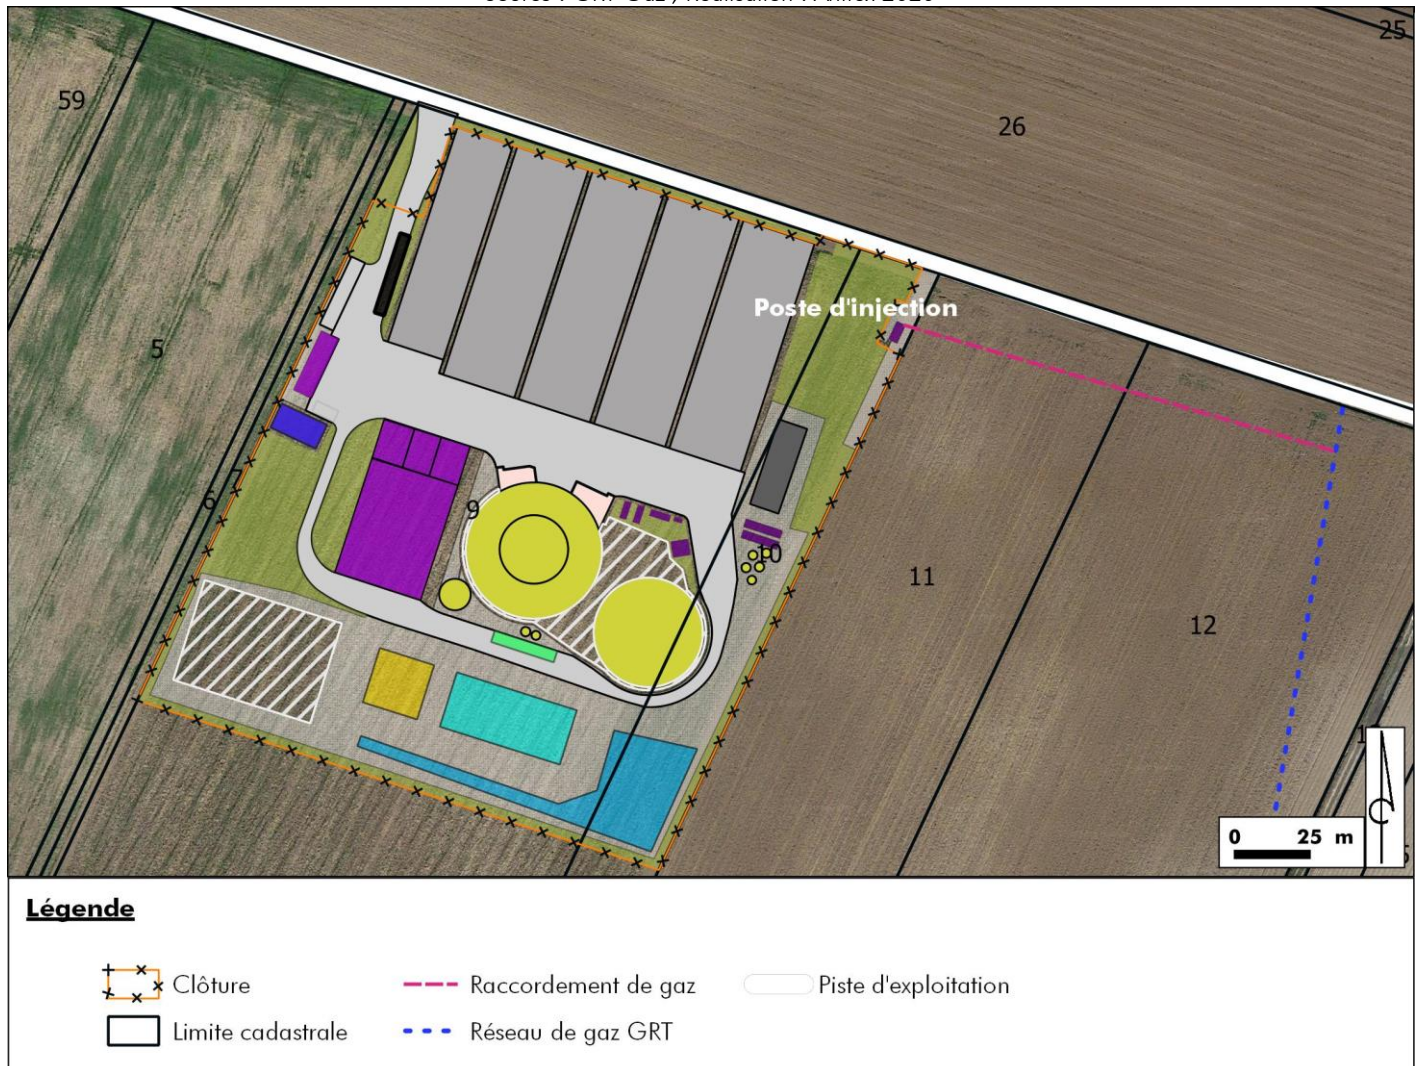 25
59
26
Poste d'injection
5
6
7
9
10
11
12
0 25 m
Légende
Clôture
Raccordement de gaz
Piste d'exploitation
Limite cadastrale
Réseau de gaz GRT